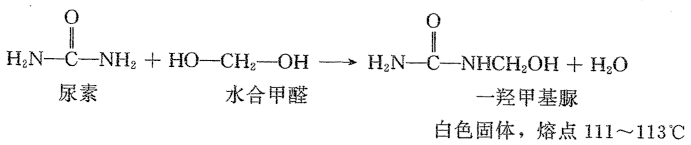 O O
H₂N—C—NH₂ + HO—CH₂—OH ⟶ H₂N—C—NHCH₂OH + H₂O
尿素 水合甲醛 一羟甲基脲
白色固体，熔点 111～113℃